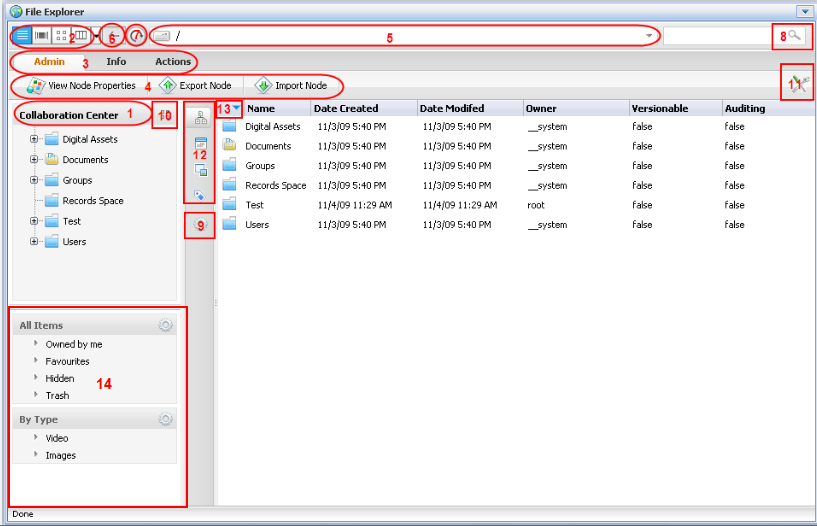 File Explorer
2 6 7 / 5 8
Admin 3 Info Actions
View Node Properties 4 Export Node Import Node 11
Collaboration Center 1 10
Digital Assets
Documents
Groups
Records Space
Test
Users
12
9
13 Name Date Created Date Modifed Owner Versionable Auditing
Digital Assets 11/3/09 5:40 PM 11/3/09 5:40 PM __system false false
Documents 11/3/09 5:40 PM 11/3/09 5:40 PM __system false false
Groups 11/3/09 5:40 PM 11/3/09 5:40 PM __system false false
Records Space 11/3/09 5:40 PM 11/3/09 5:40 PM __system false false
Test 11/4/09 11:29 AM 11/4/09 11:29 AM root false false
Users 11/3/09 5:40 PM 11/3/09 5:40 PM __system false false
All Items
Owned by me
Favourites
Hidden
14
Trash
By Type
Video
Images
Done